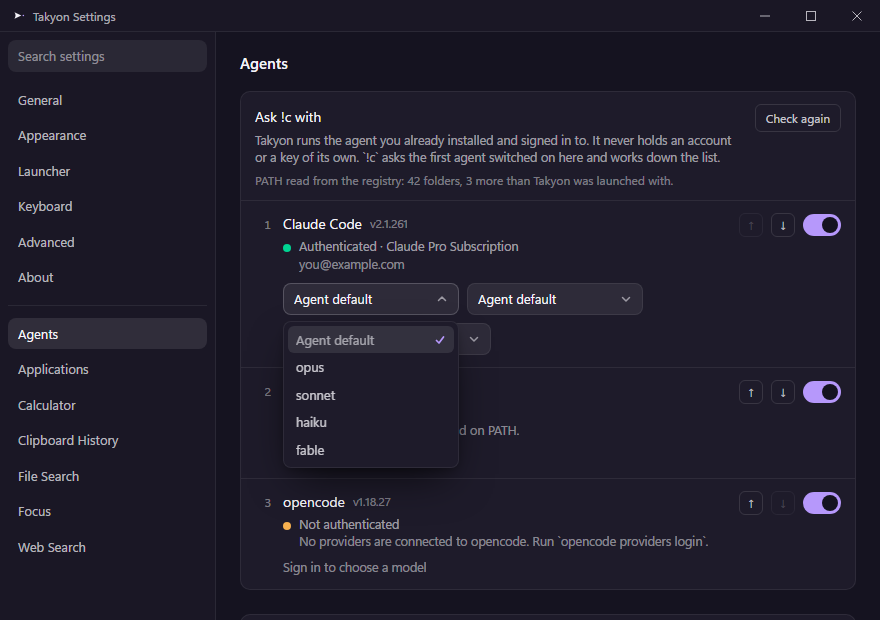 Takyon Settings
Search settings
General
Appearance
Launcher
Keyboard
Advanced
About
Agents
Applications
Calculator
Clipboard History
File Search
Focus
Web Search
Agents
Ask !c with
Check again
Takyon runs the agent you already installed and signed in to. It never holds an account
or a key of its own. `!c` asks the first agent switched on here and works down the list.
PATH read from the registry: 42 folders, 3 more than Takyon was launched with.
1 Claude Code v2.1.261 ↑ ↓
Authenticated · Claude Pro Subscription
you@example.com
Agent default Agent default
Agent default ✓
opus
sonnet
haiku
fable
2 ↑ ↓
d on PATH.
3 opencode v1.18.27 ↑ ↓
Not authenticated
No providers are connected to opencode. Run `opencode providers login`.
Sign in to choose a model